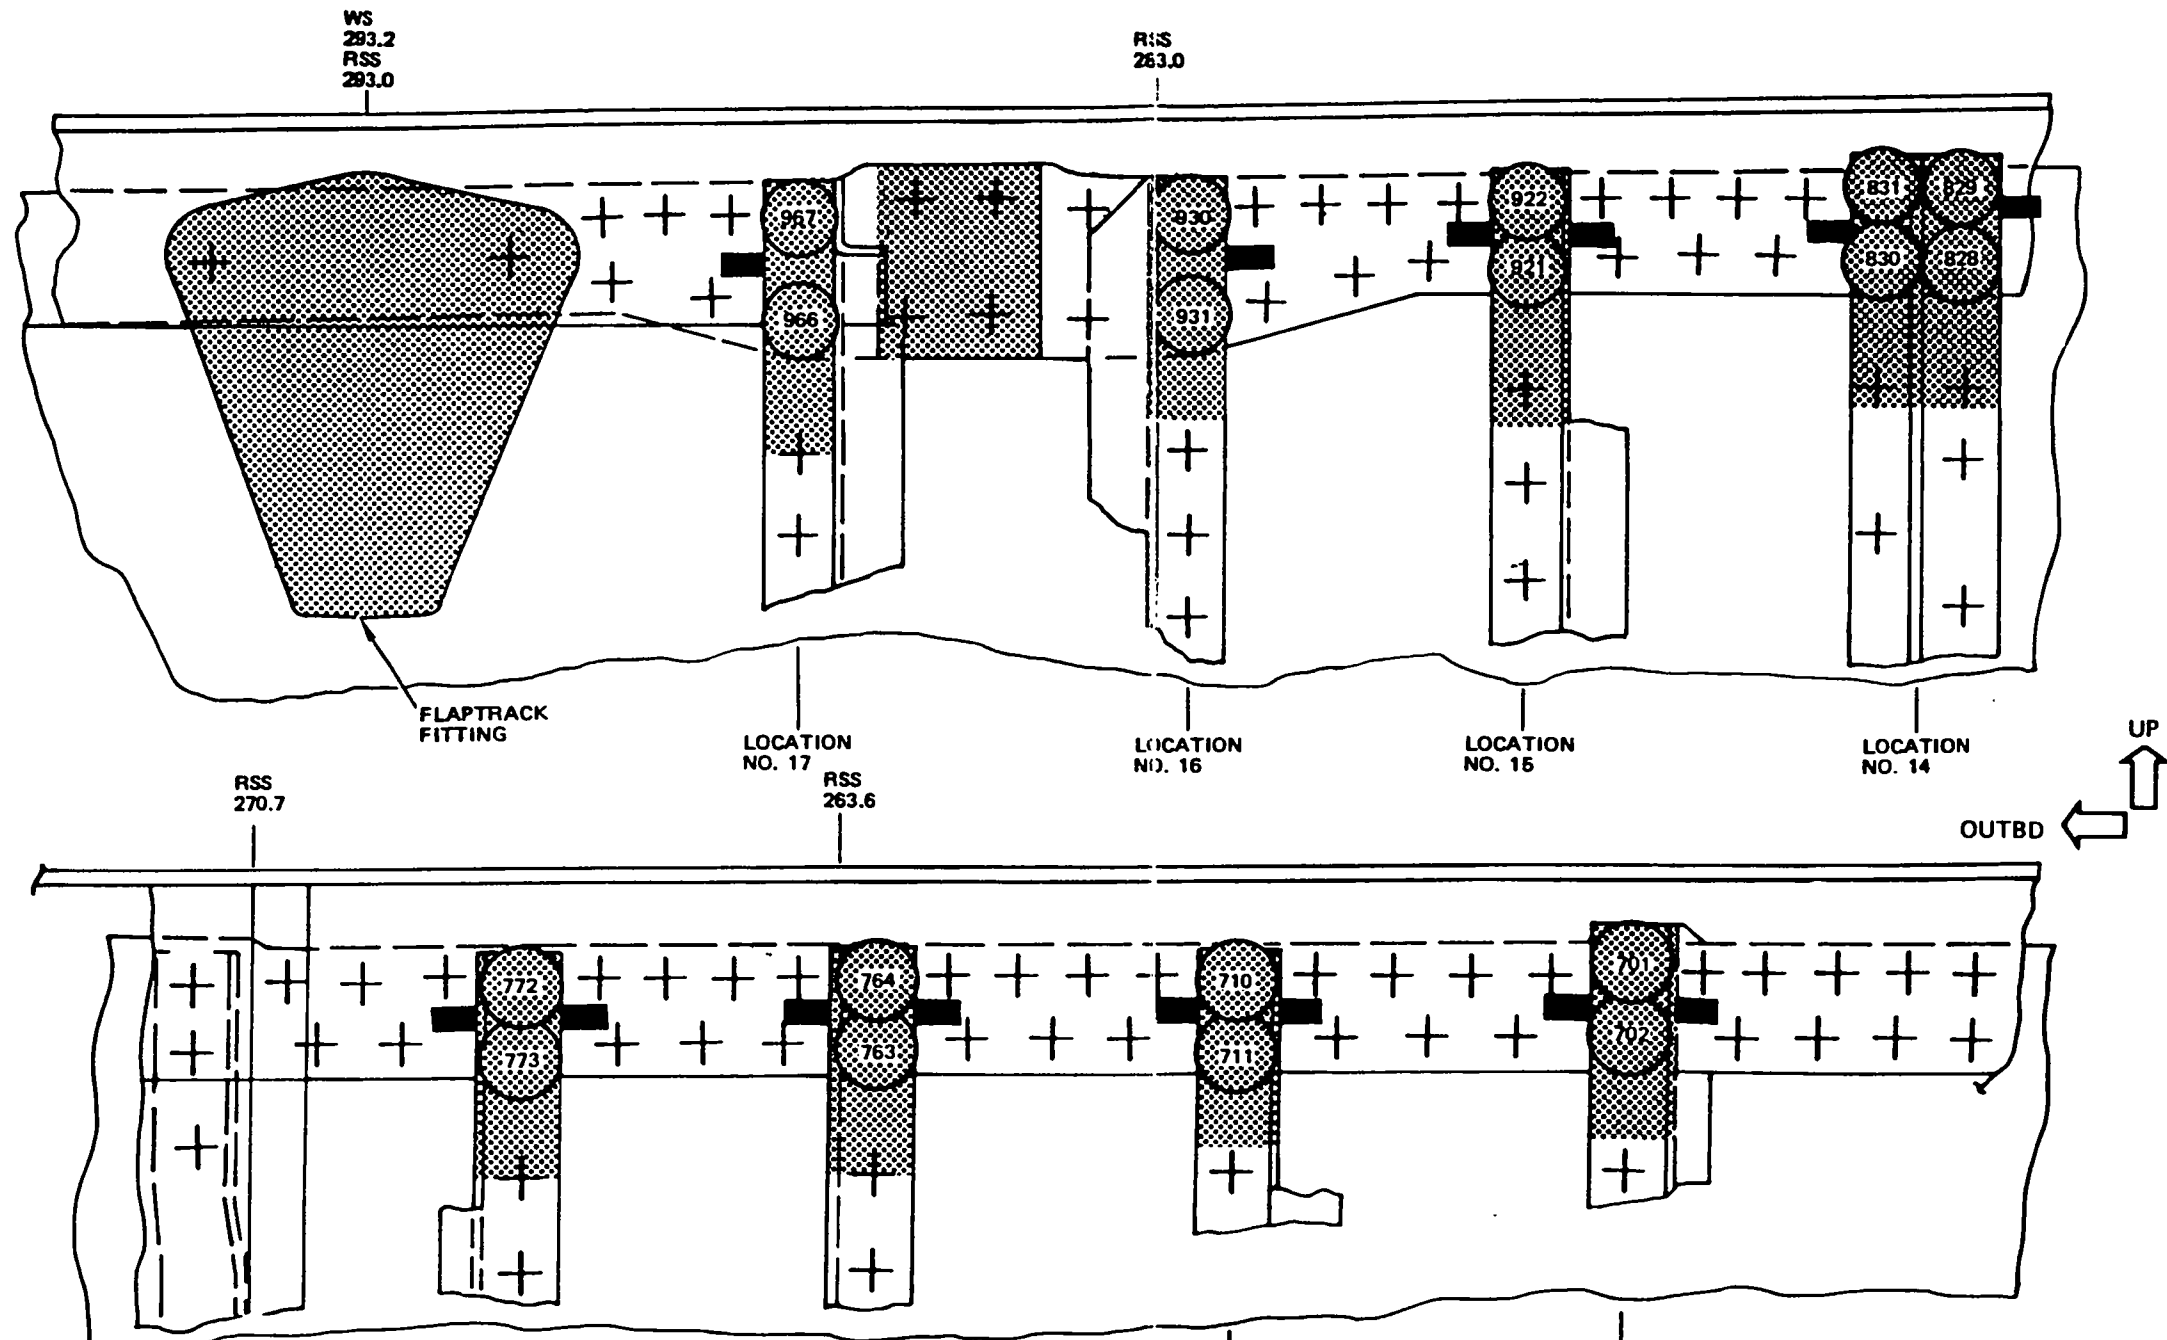 WS
293.2
RSS
293.0
RSS
283.0
967
930
922
831
829
830
828
921
966
931
FLAPTRACK
FITTING
LOCATION
NO. 17
LOCATION
NO. 16
LOCATION
NO. 15
LOCATION
NO. 14
UP
OUTBD
RSS
270.7
RSS
263.6
772
764
710
701
773
763
711
702